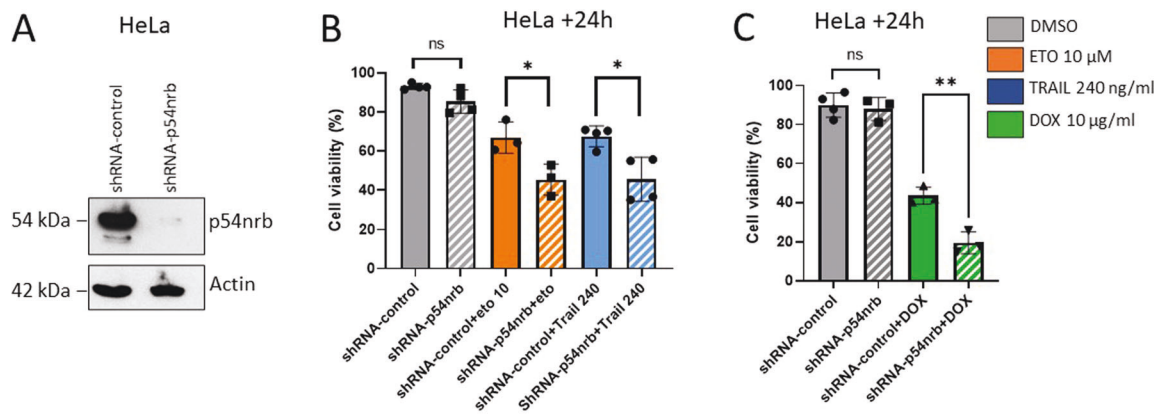 A
HeLa
shRNA-control
shRNA-p54nrb
54 kDa
p54nrb
42 kDa
Actin
B
HeLa +24h
Cell viability (%)
100
80
60
40
20
0
ns
*
*
shRNA-control
shRNA-p54nrb
shRNA-control+eto 10
shRNA-p54nrb+eto
shRNA-control+Trail 240
ShRNA-p54nrb+Trail 240
C
HeLa +24h
Cell viability (%)
100
80
60
40
20
0
ns
**
shRNA-control
shRNA-p54nrb
shRNA-control+DOX
shRNA-p54nrb+DOX
DMSO
ETO 10 μM
TRAIL 240 ng/ml
DOX 10 μg/ml